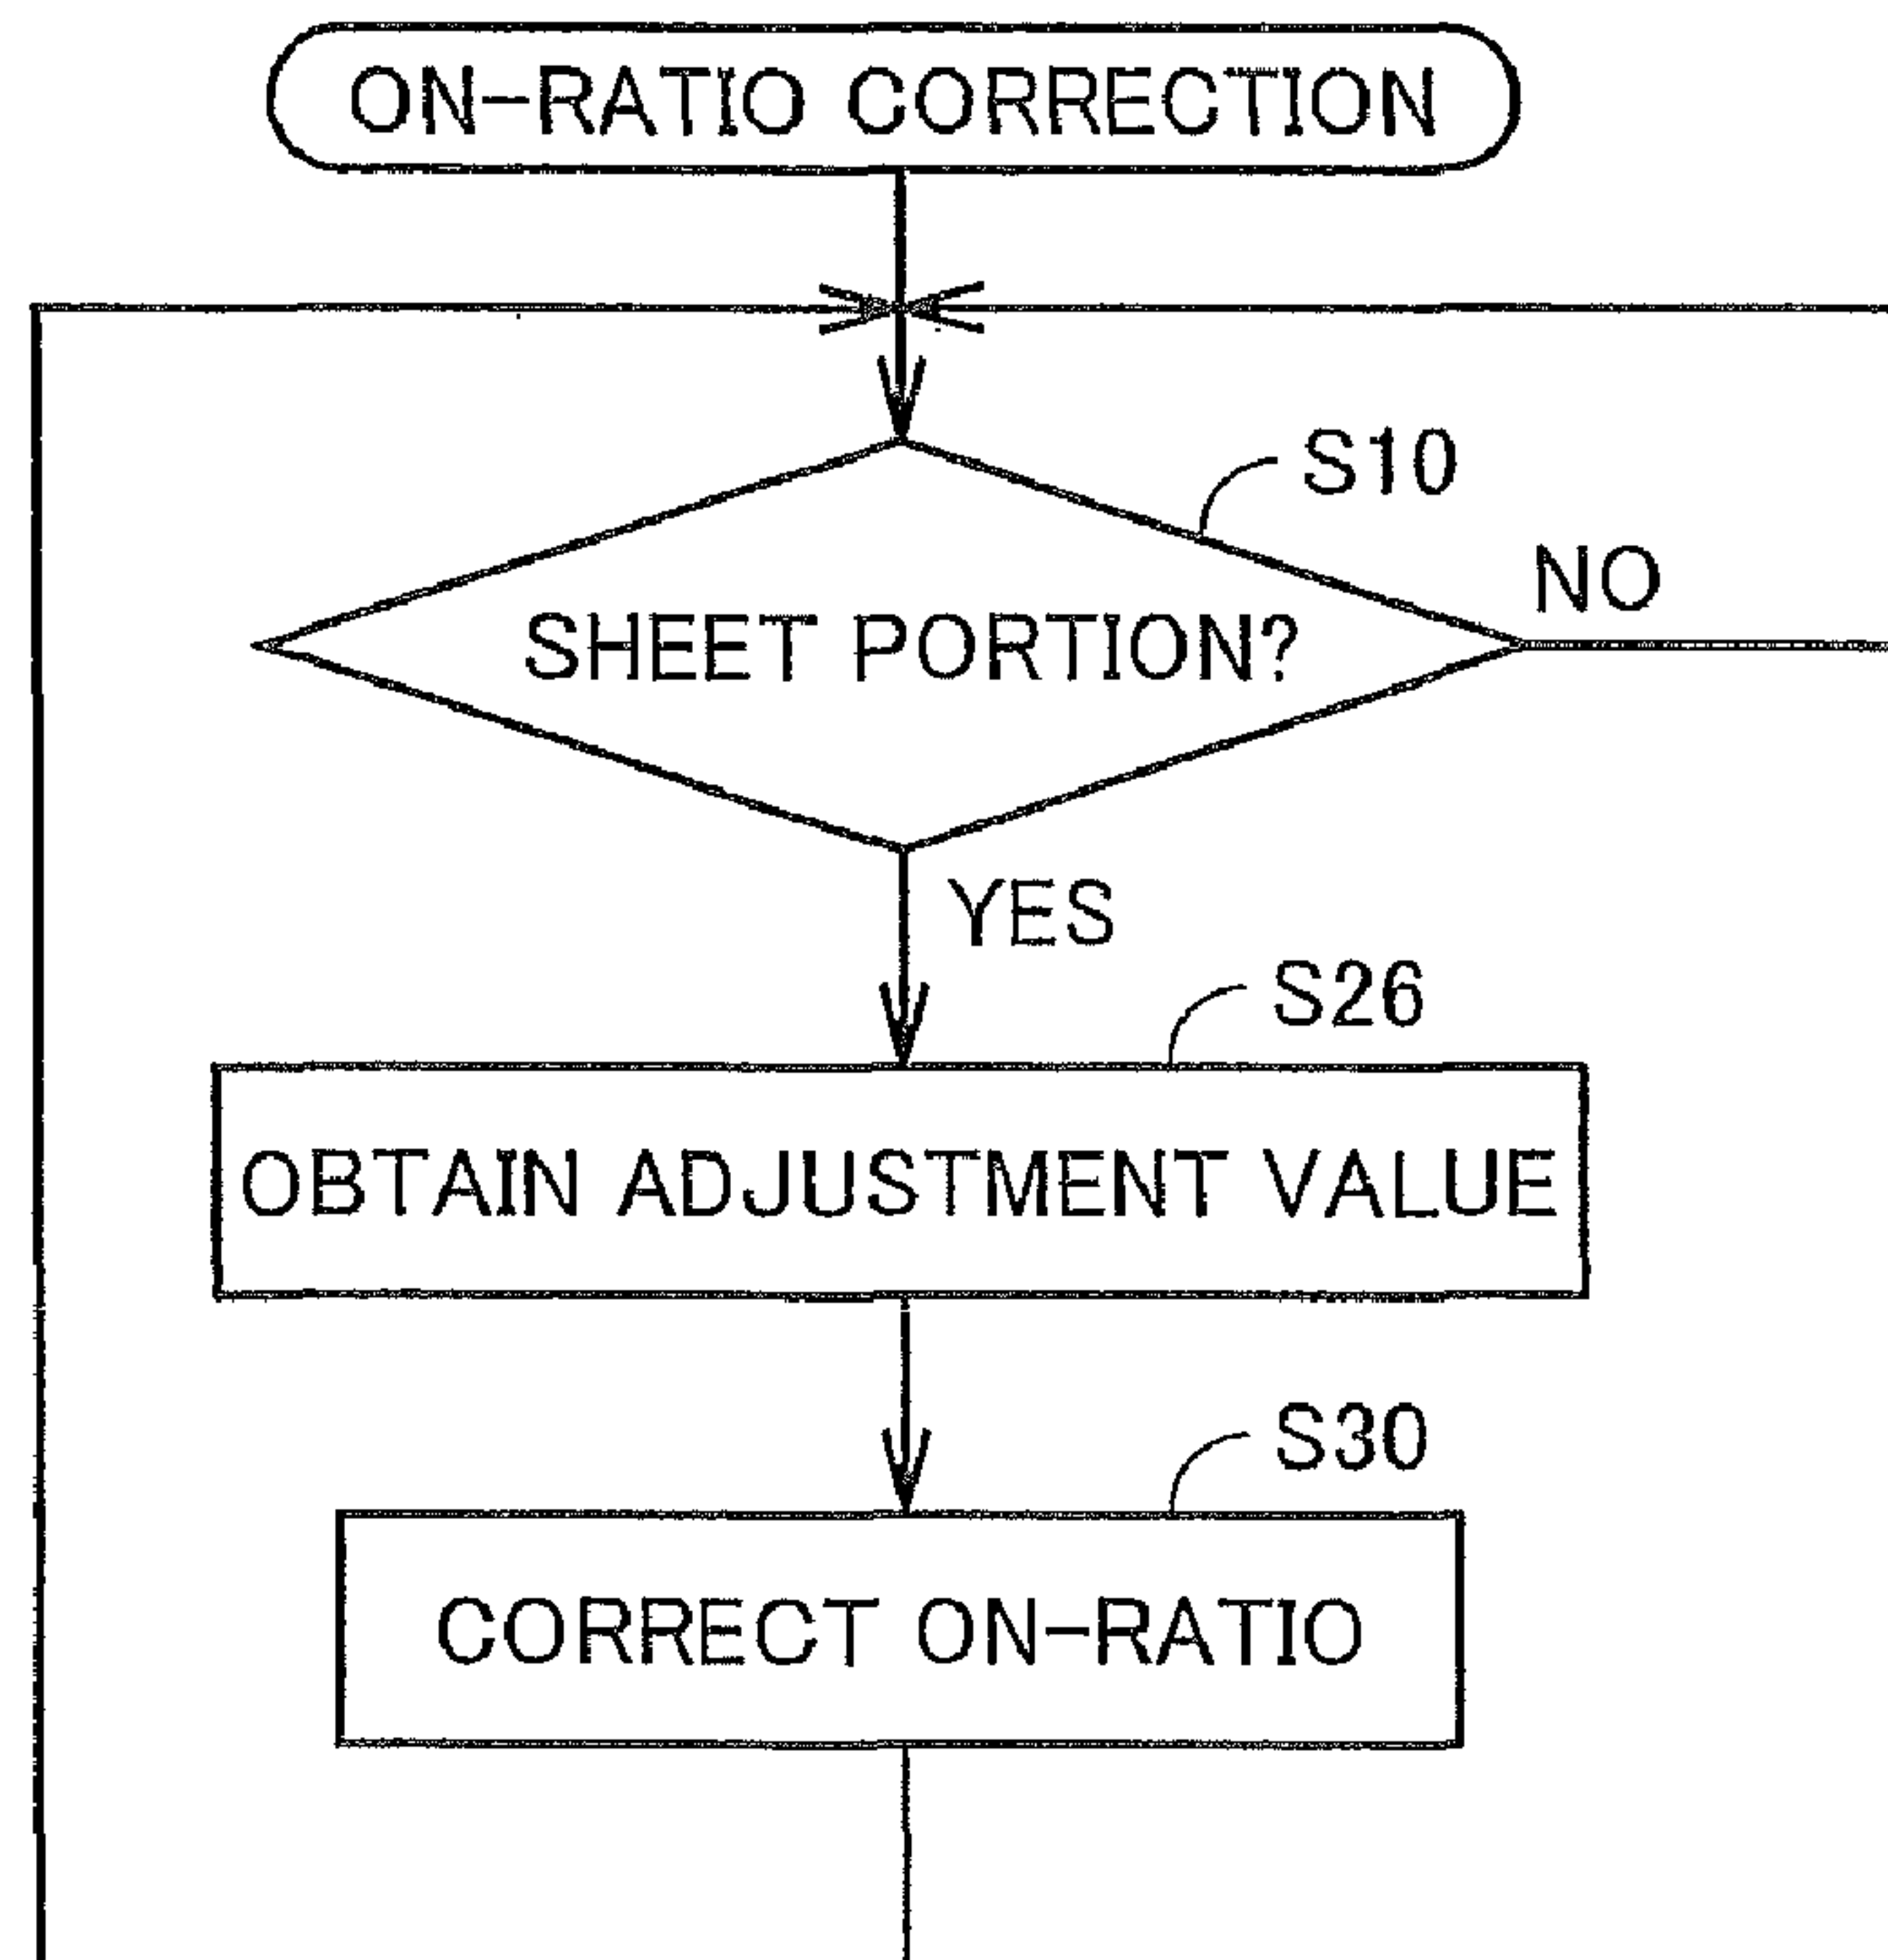 ON-RATIO CORRECTION
S10
NO
SHEET PORTION?
YES
S26
OBTAIN ADJUSTMENT VALUE
S30
CORRECT ON-RATIO